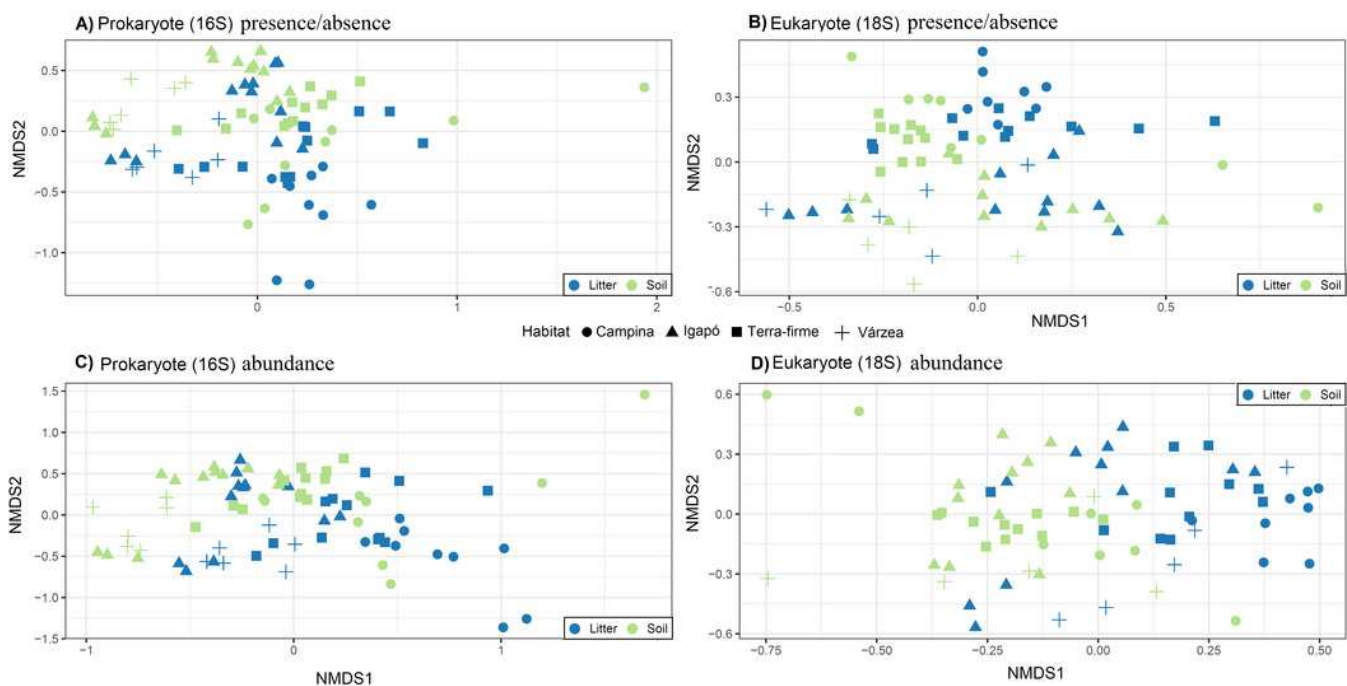 A) Prokaryote (16S) presence/absence
B) Eukaryote (18S) presence/absence
NMDS2
0.5
0.0
−0.5
−1.0
0
1
2
Litter Soil
NMDS2
0.3
0.0
−0.3
−0.6
−0.5
0.0
0.5
NMDS1
Litter Soil
Habitat Campina Igapó Terra-firme Várzea
C) Prokaryote (16S) abundance
D) Eukaryote (18S) abundance
NMDS2
1.5
1.0
0.5
0.0
−0.5
−1.0
−1.5
−1
0
1
NMDS1
Litter Soil
NMDS2
0.6
0.3
0.0
−0.3
−0.6
−0.75
−0.50
−0.25
0.00
0.25
0.50
NMDS1
Litter Soil